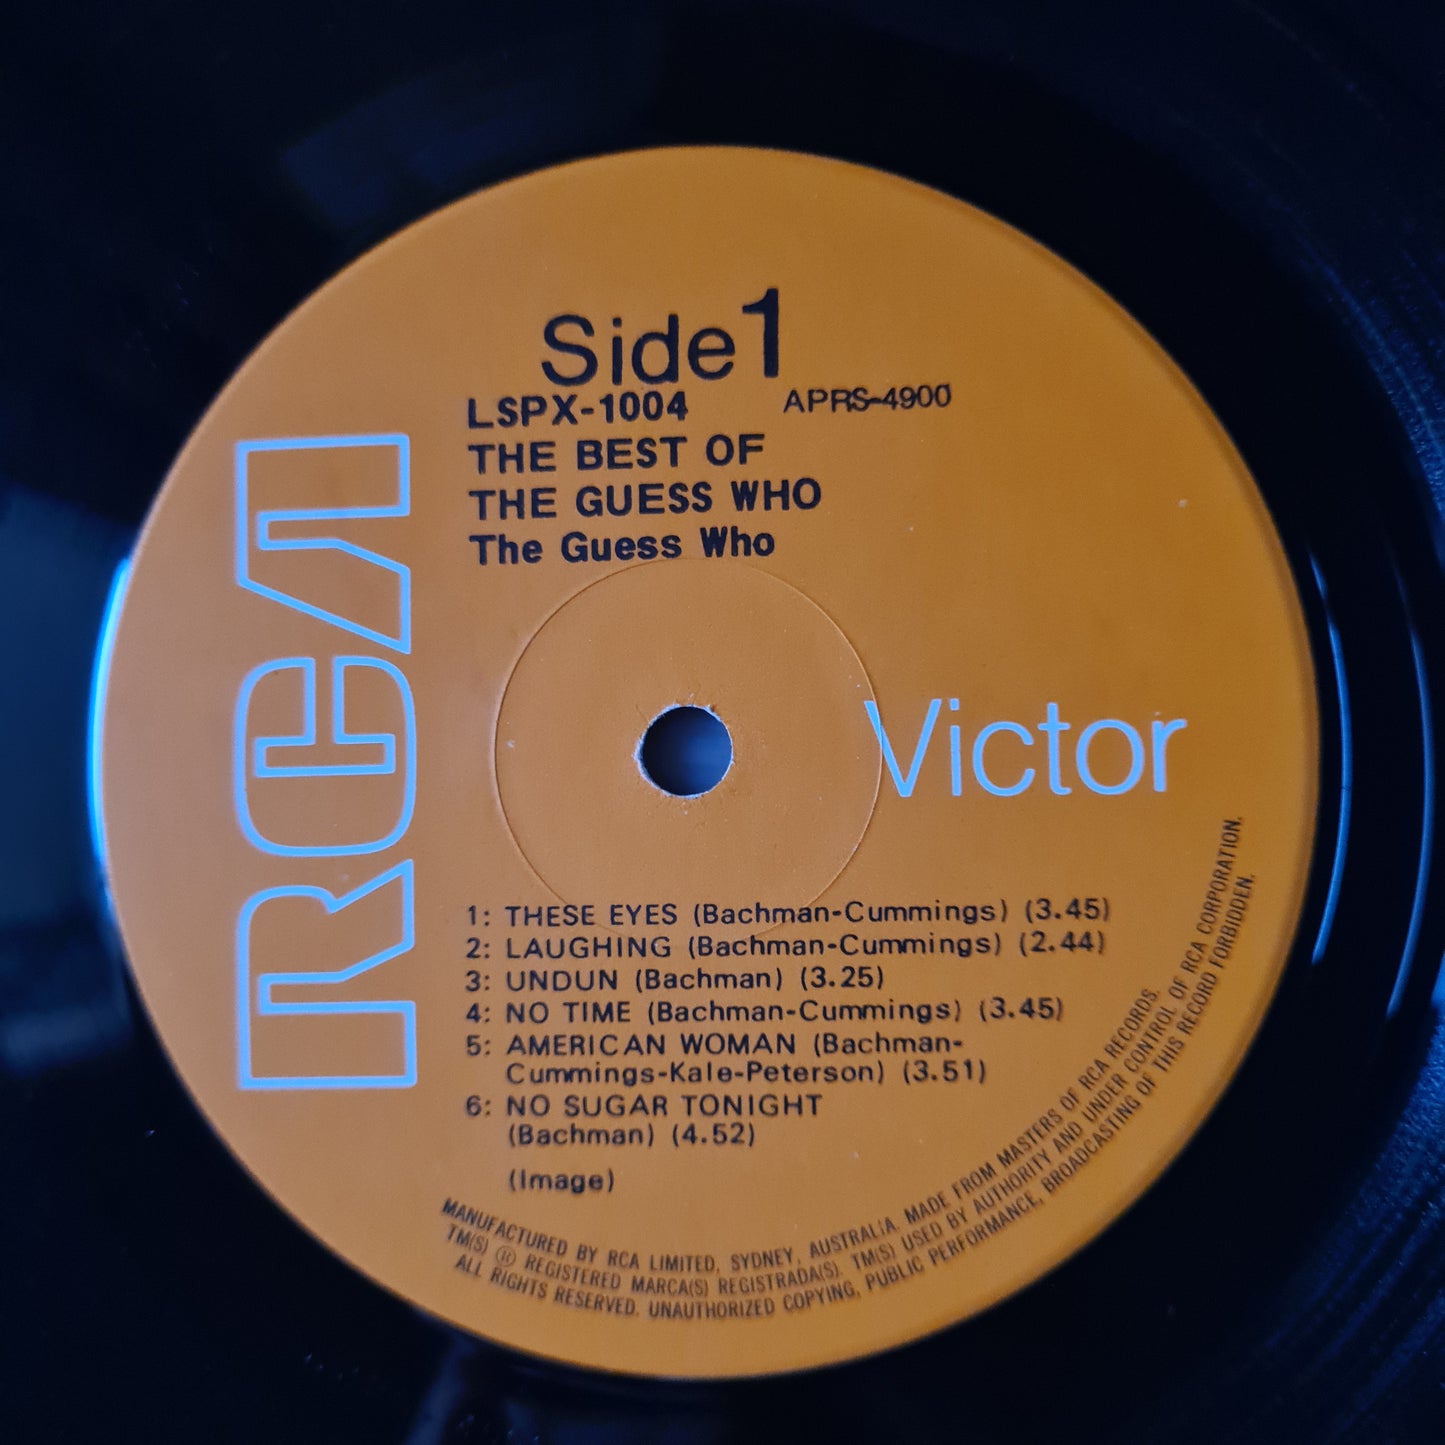 Side 1
LSPX-1004 APRS-4900
THE BEST OF
THE GUESS WHO
The Guess Who
RCA
Victor
1: THESE EYES (Bachman-Cummings) (3.45)
2: LAUGHING (Bachman-Cummings) (2.44)
3: UNDUN (Bachman) (3.25)
4: NO TIME (Bachman-Cummings) (3.45)
5: AMERICAN WOMAN (Bachman-
Cummings-Kale-Peterson) (3.51)
6: NO SUGAR TONIGHT
(Bachman) (4.52)
(Image)
MANUFACTURED BY RCA LIMITED, SYDNEY, AUSTRALIA. MADE FROM MASTERS OF RCA RECORDS.
TM(S) ® REGISTERED MARCA(S) REGISTRADA(S). TM(S) USED BY AUTHORITY AND UNDER CONTROL OF RCA CORPORATION.
ALL RIGHTS RESERVED. UNAUTHORIZED COPYING, PUBLIC PERFORMANCE, BROADCASTING OF THIS RECORD FORBIDDEN.